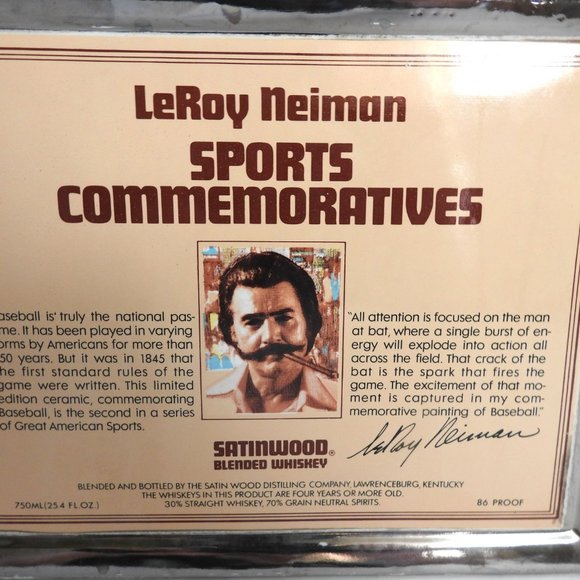 LeRoy Neiman
SPORTS
COMMEMORATIVES
aseball is truly the national pas-
me. It has been played in varying
orms by Americans for more than
50 years. But it was in 1845 that
he first standard rules of the
game were written. This limited
edition ceramic, commemorating
Baseball, is the second in a series
of Great American Sports.
"All attention is focused on the man
at bat, where a single burst of en-
ergy will explode into action all
across the field. That crack of the
bat is the spark that fires the
game. The excitement of that mo-
ment is captured in my com-
memorative painting of Baseball."
LeRoy Neiman
SATINWOOD®
BLENDED WHISKEY
BLENDED AND BOTTLED BY THE SATIN WOOD DISTILLING COMPANY, LAWRENCEBURG, KENTUCKY
THE WHISKEYS IN THIS PRODUCT ARE FOUR YEARS OR MORE OLD.
750ML(25.4 FL.OZ.) 30% STRAIGHT WHISKEY, 70% GRAIN NEUTRAL SPIRITS. 86 PROOF